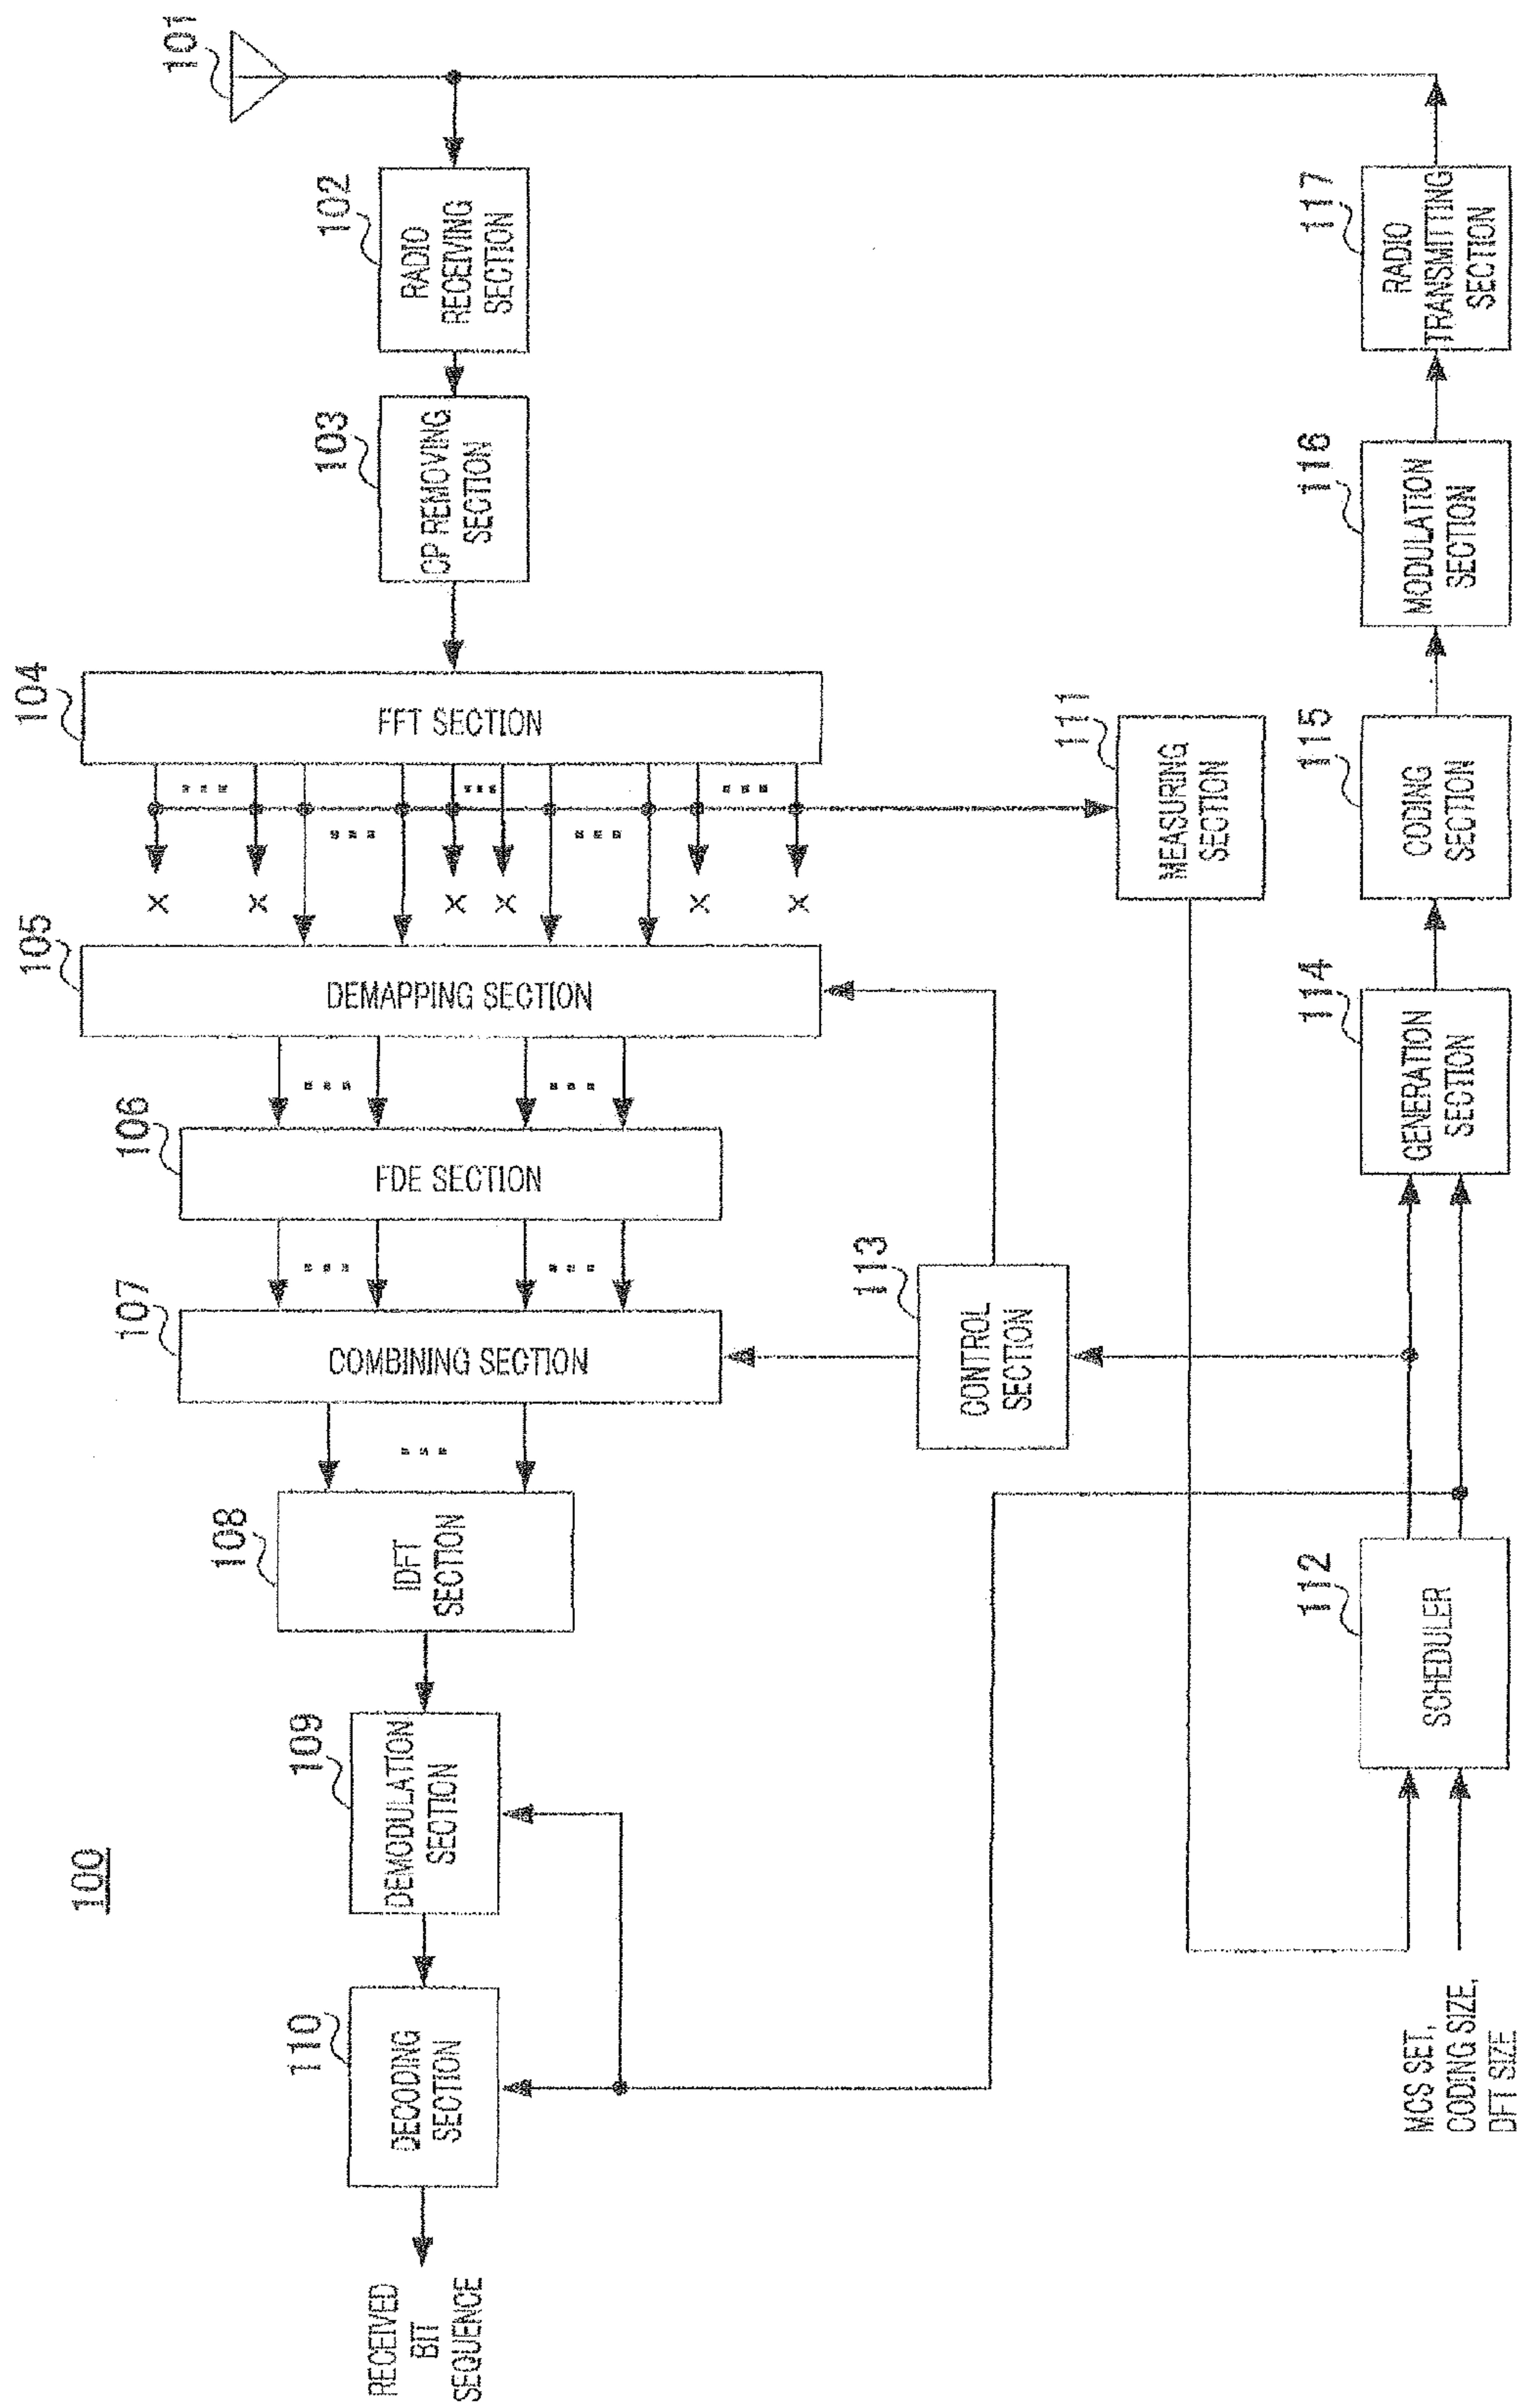 100
RECEIVED
BIT
SEQUENCE
110
DECODING
SECTION
109
DEMODULATION
SECTION
108
IDFT
SECTION
107
COMBINING SECTION
106
FDE SECTION
105
DEMAPPING SECTION
104
FFT SECTION
103
CP REMOVING
SECTION
102
RADIO
RECEIVING
SECTION
101
X
X
X
X
X
X
113
CONTROL
SECTION
111
MEASURING
SECTION
MCS SET,
CODING SIZE,
DFT SIZE
112
SCHEDULER
114
GENERATION
SECTION
115
CODING
SECTION
116
MODULATION
SECTION
117
RADIO
TRANSMITTING
SECTION